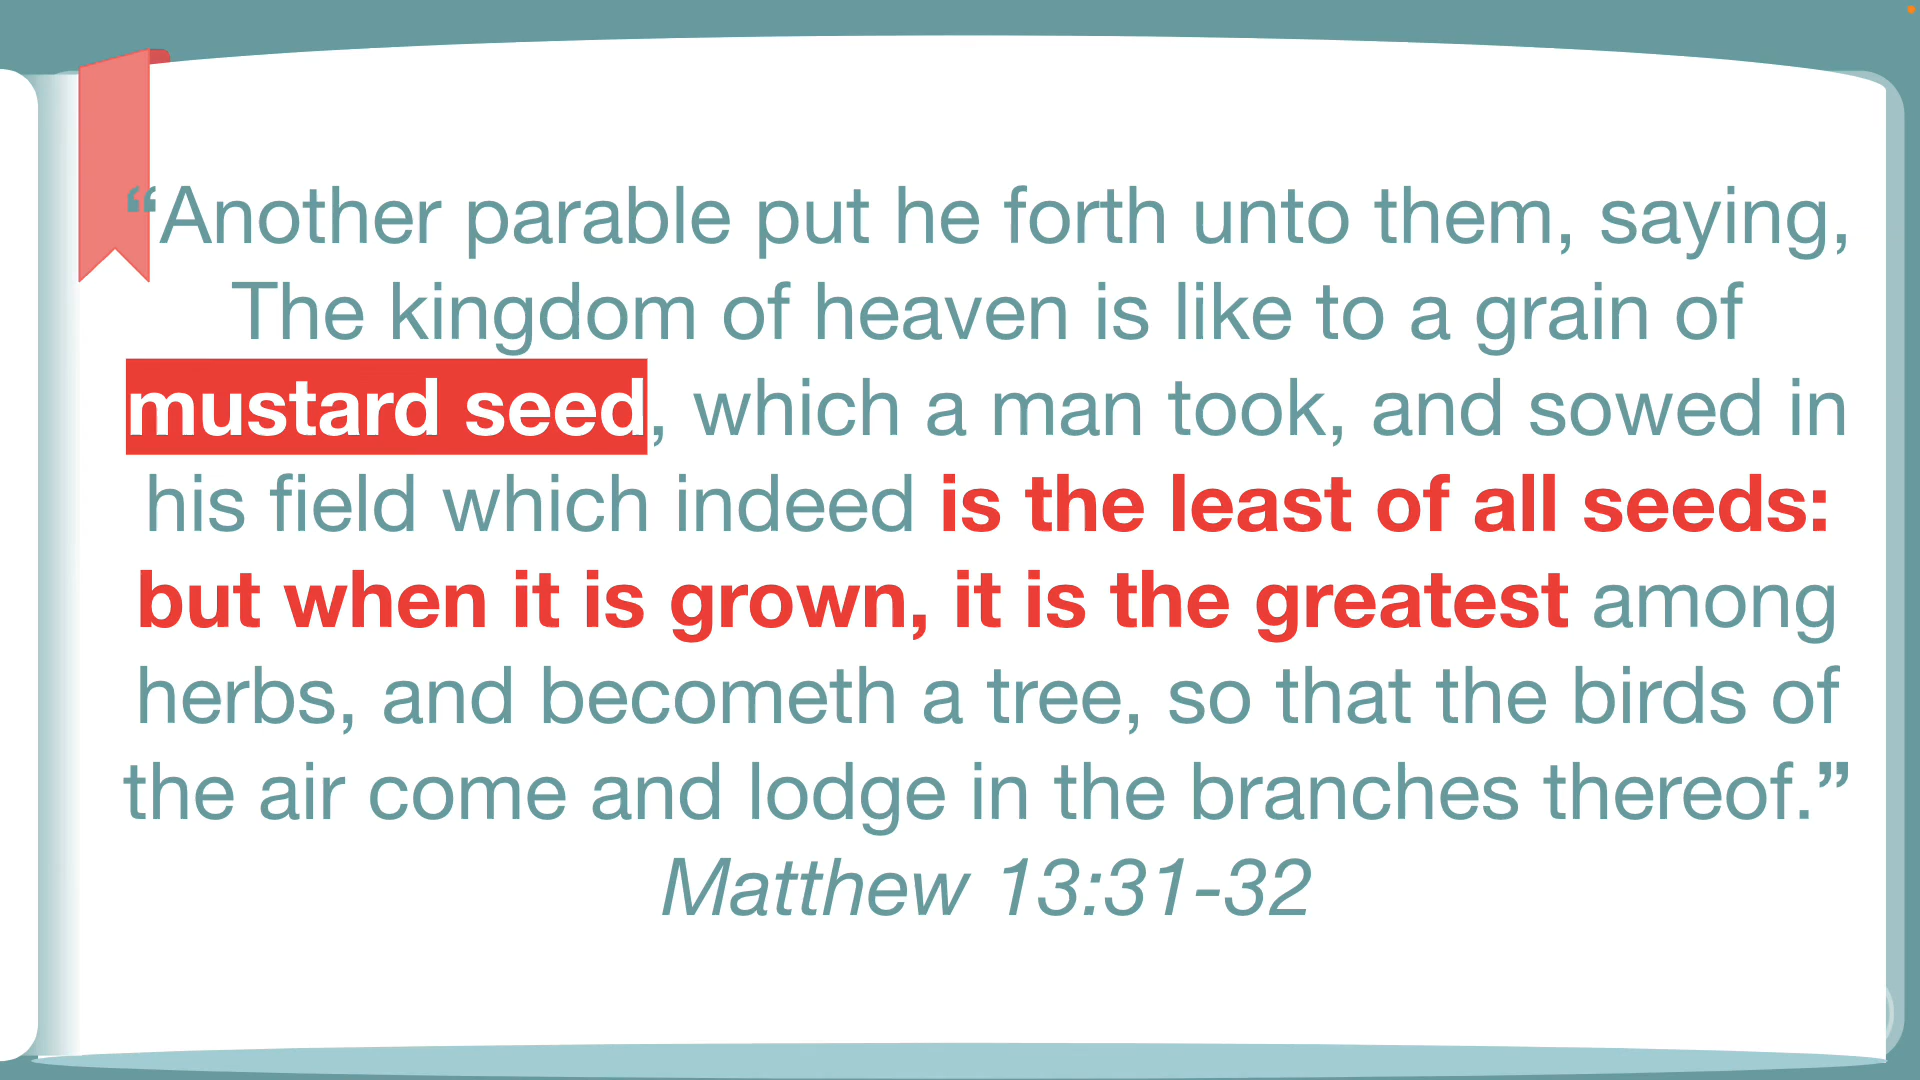 “Another parable put he forth unto them, saying,
The kingdom of heaven is like to a grain of
mustard seed, which a man took, and sowed in
his field which indeed is the least of all seeds:
but when it is grown, it is the greatest among
herbs, and becometh a tree, so that the birds of
the air come and lodge in the branches thereof.”
Matthew 13:31-32